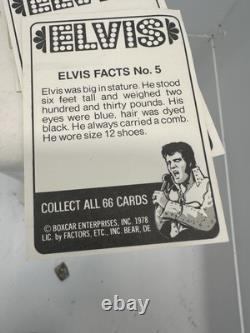 ELVIS
ELVIS
ELVIS FACTS No. 5
Elvis was big in stature. He stood
six feet tall and weighed two
hundred and thirty pounds. His
eyes were blue, hair was dyed
black. He always carried a comb.
He wore size 12 shoes.
COLLECT ALL 66 CARDS
© BOXCAR ENTERPRISES, INC. 1978
LIC. by FACTORS, ETC., INC. BEAR, DE
ebay